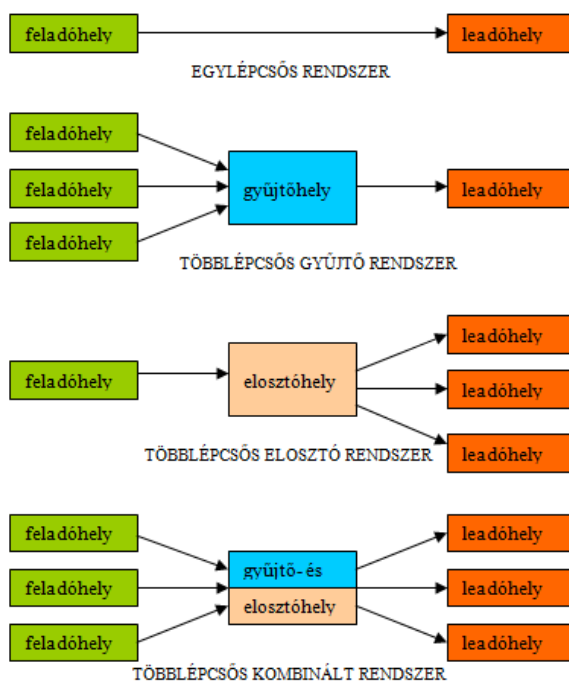 feladóhely leadóhely
EGYLÉPCSŐS RENDSZER
feladóhely
feladóhely gyűjtőhely leadóhely
feladóhely
TÖBBLÉPCSŐS GYŰJTŐ RENDSZER
leadóhely
feladóhely elosztóhely leadóhely
leadóhely
TÖBBLÉPCSŐS ELOSZTÓ RENDSZER
feladóhely leadóhely
gyűjtő- és
feladóhely leadóhely
elosztóhely
feladóhely leadóhely
TÖBBLÉPCSŐS KOMBINÁLT RENDSZER